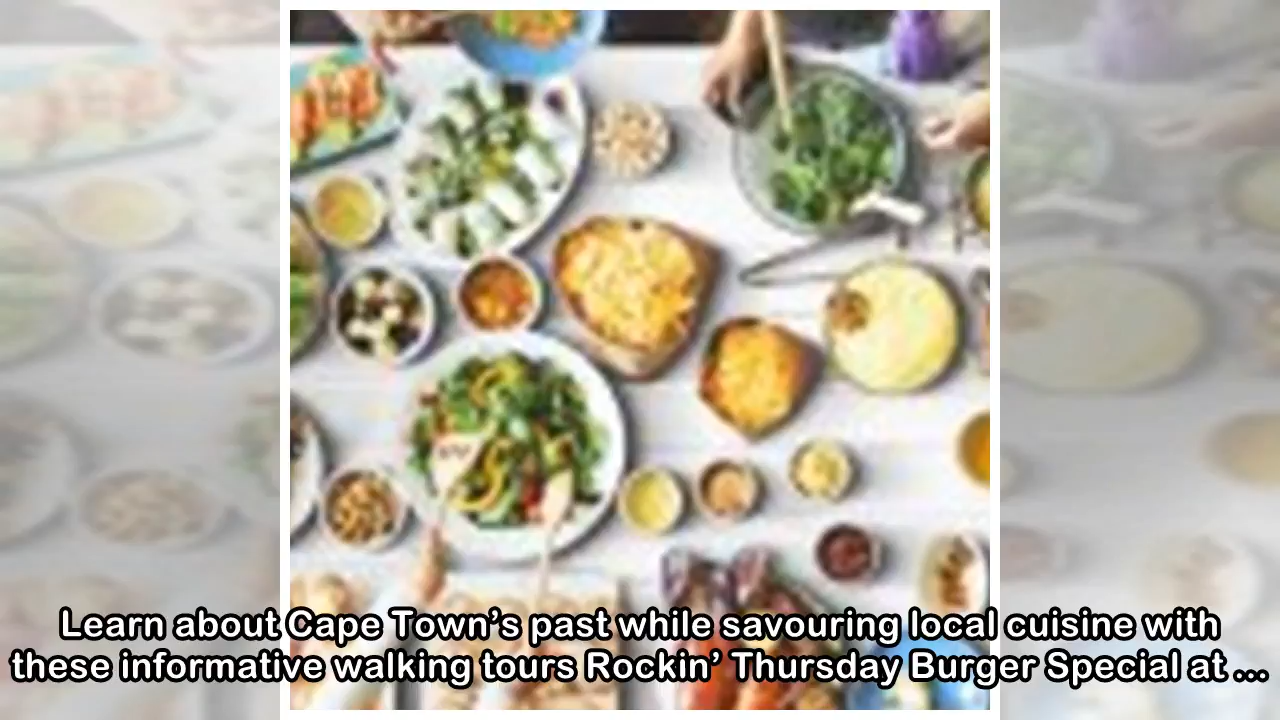 Learn about Cape Town’s past while savouring local cuisine with
these informative walking tours Rockin’ Thursday Burger Special at ...